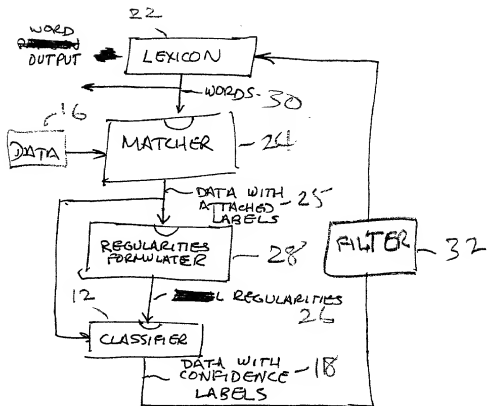 22
WORD
OUTPUT
LEXICON
WORDS 30
16
DATA
MATCHER
24
DATA WITH
ATTACHED
LABELS
25
REGULARITIES
FORMULATER
28
FILTER
32
L REGULARITIES
26
12
CLASSIFIER
DATA WITH
CONFIDENCE
LABELS
18